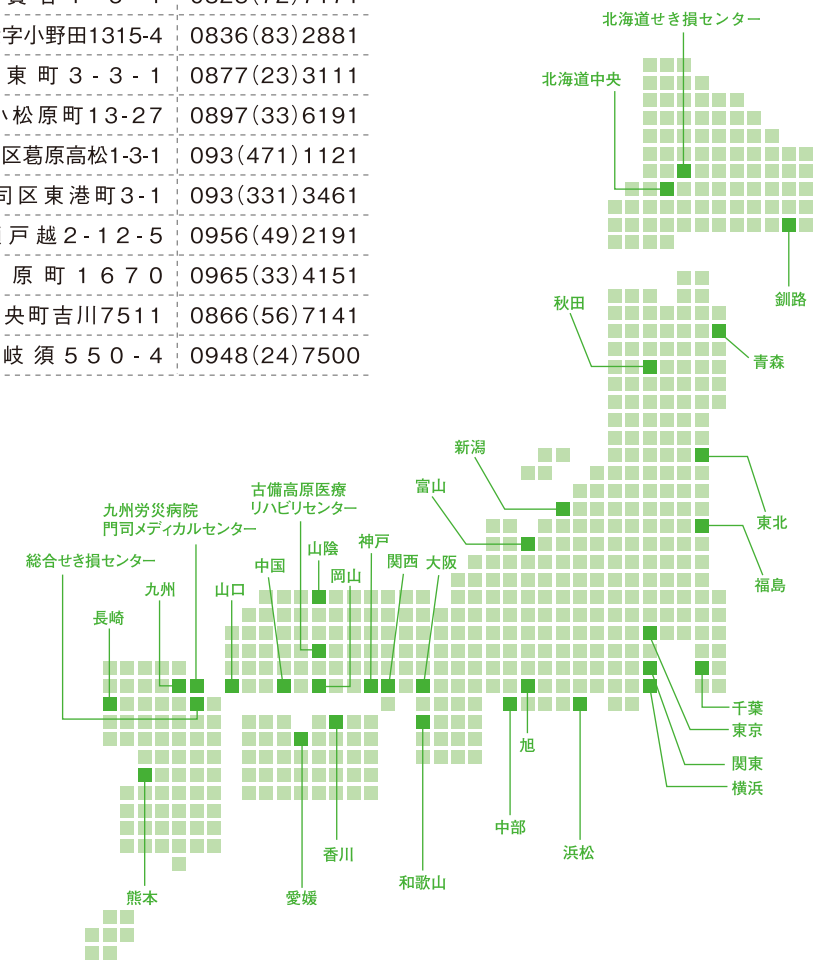 字小野田1315-4 0836(83)2881
東町3-3-1 0877(23)3111
松原町13-27 0897(33)6191
区葛原高松1-3-1 093(471)1121
司区東港町3-1 093(331)3461
戸越2-12-5 0956(49)2191
原町1670 0965(33)4151
央町吉川7511 0866(56)7141
岐須550-4 0948(24)7500
北海道せき損センター
北海道中央
釧路
秋田
青森
新潟
富山
東北
福島
古備高原医療
リハビリセンター
九州労災病院
門司メディカルセンター
総合せき損センター
山陰
神戸
中国
岡山
関西
大阪
九州
山口
長崎
千葉
東京
関東
横浜
旭
中部
浜松
香川
和歌山
愛媛
熊本